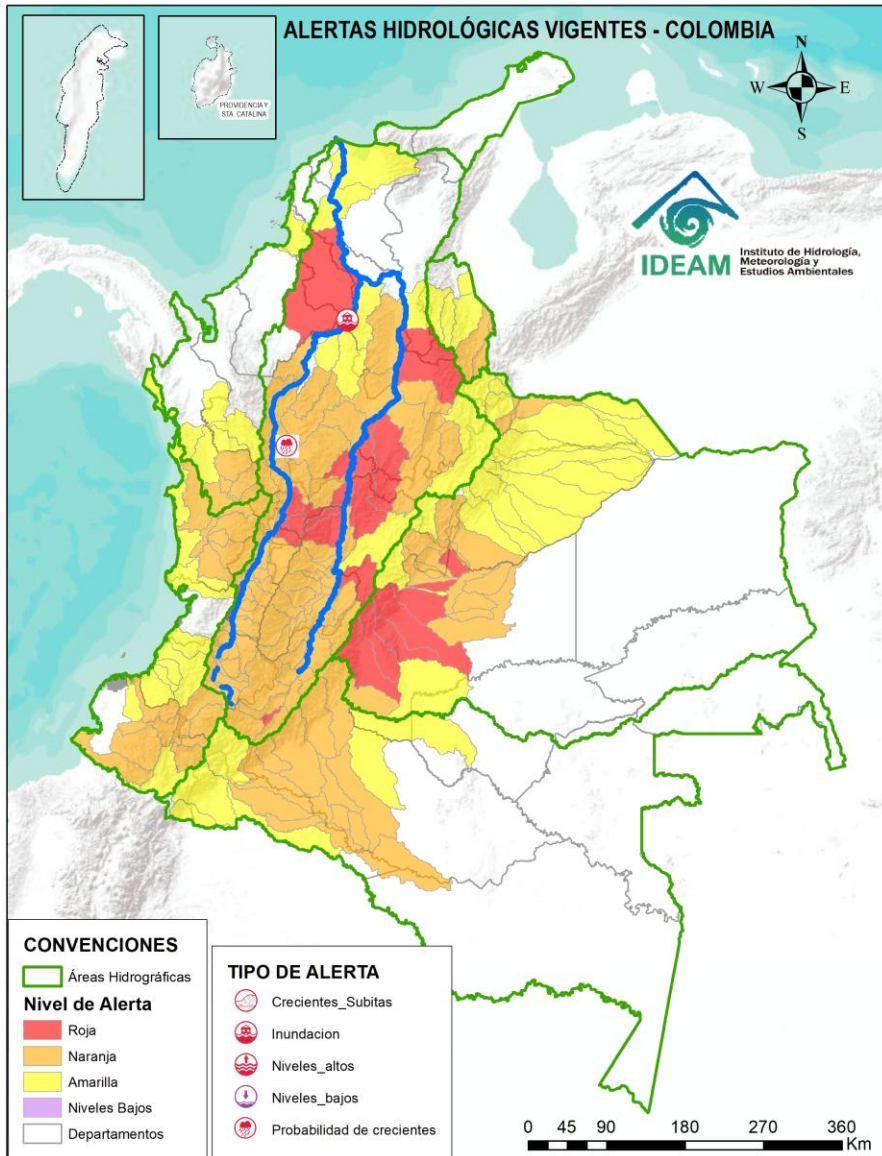 ALERTAS HIDROLÓGICAS VIGENTES - COLOMBIA
PROVIDENCIA Y
STA. CATALINA
N
W
E
S
IDEAM
Instituto de Hidrología,
Meteorología y
Estudios Ambientales
CONVENCIONES
Áreas Hidrográficas
Nivel de Alerta
Roja
Naranja
Amarilla
Niveles Bajos
Departamentos
TIPO DE ALERTA
Crecientes_Subitas
Inundacion
Niveles_altos
Niveles_bajos
Probabilidad de crecientes
0 45 90 180 270 360
Km